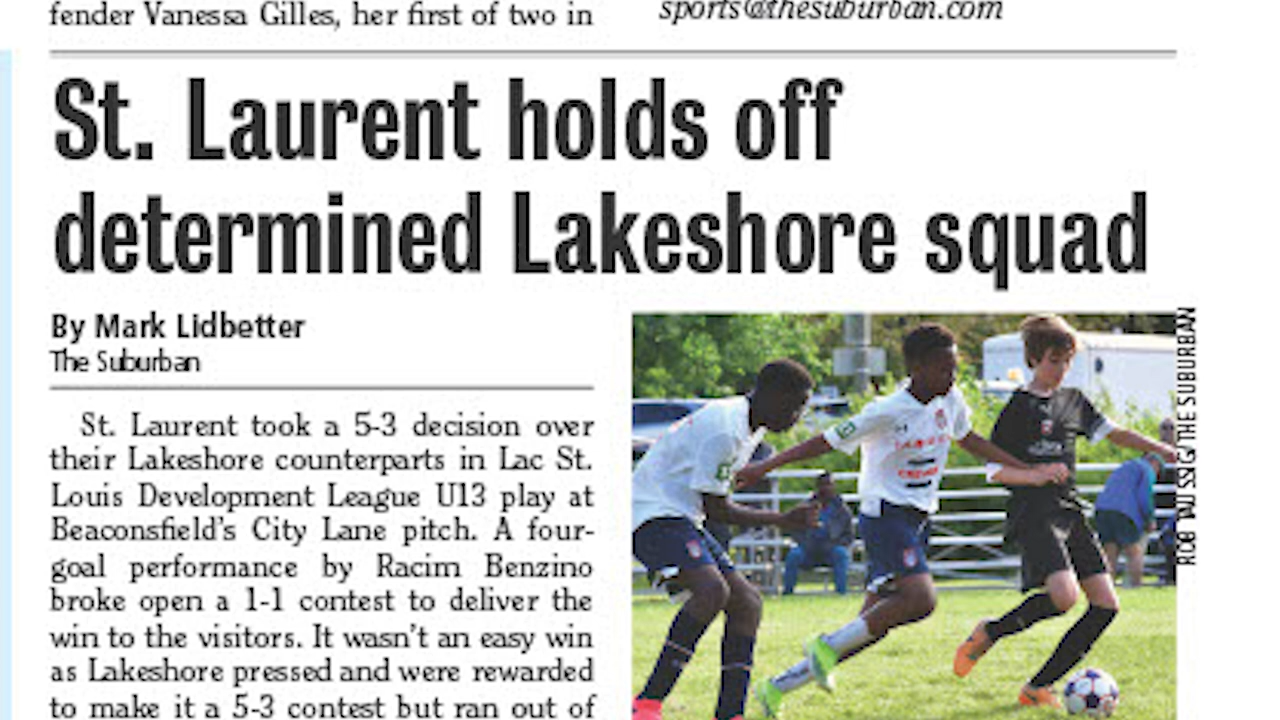 fender Vanessa Gilles, her first of two in
sports@thesuburban.com
St. Laurent holds off
determined Lakeshore squad
By Mark Lidbetter
The Suburban
St. Laurent took a 5-3 decision over
their Lakeshore counterparts in Lac St.
Louis Development League U13 play at
Beaconsfield's City Lane pitch. A four-
goal performance by Racim Benzino
broke open a 1-1 contest to deliver the
win to the visitors. It wasn't an easy win
as Lakeshore pressed and were rewarded
to make it a 5-3 contest but ran out of
THE SUBURBAN